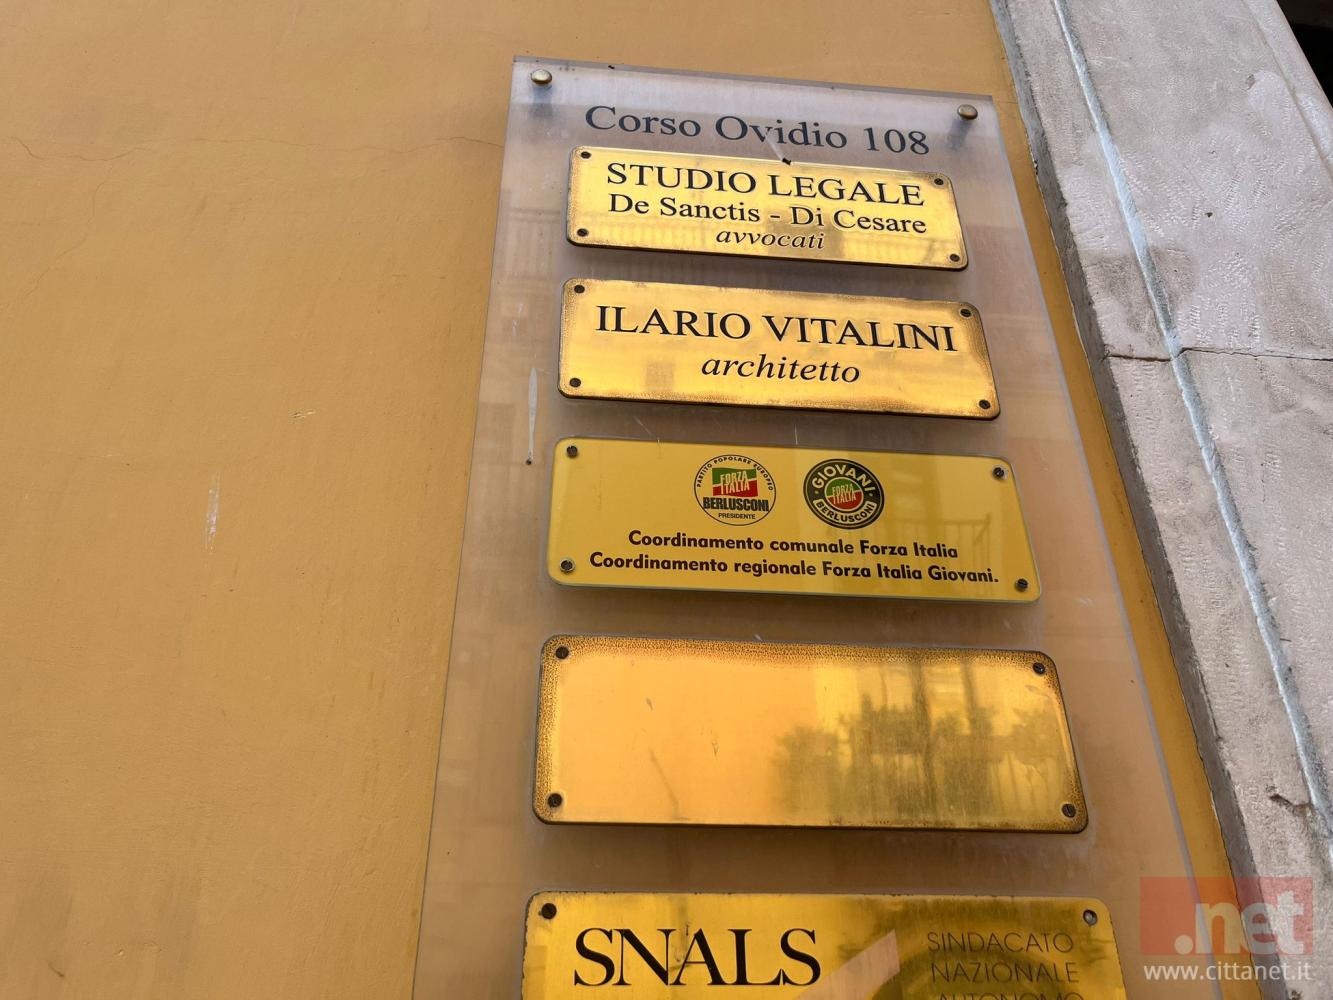 Corso Ovidio 108
STUDIO LEGALE
De Sanctis - Di Cesare
avvocati
ILARIO VITALINI
architetto
PARTITO POPOLARE EUROPEO
FORZA
ITALIA
BERLUSCONI
PRESIDENTE
GIOVANI
FORZA
ITALIA
BERLUSCONI
Coordinamento comunale Forza Italia
Coordinamento regionale Forza Italia Giovani.
SNALS
SINDACATO
NAZIONALE
AUTONOMO
.net
www.cittanet.it